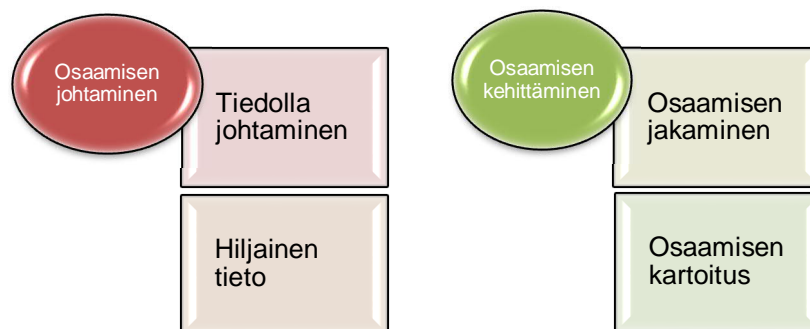 Osaamisen
johtaminen
Tiedolla
johtaminen
Hiljainen
tieto
Osaamisen
kehittäminen
Osaamisen
jakaminen
Osaamisen
kartoitus